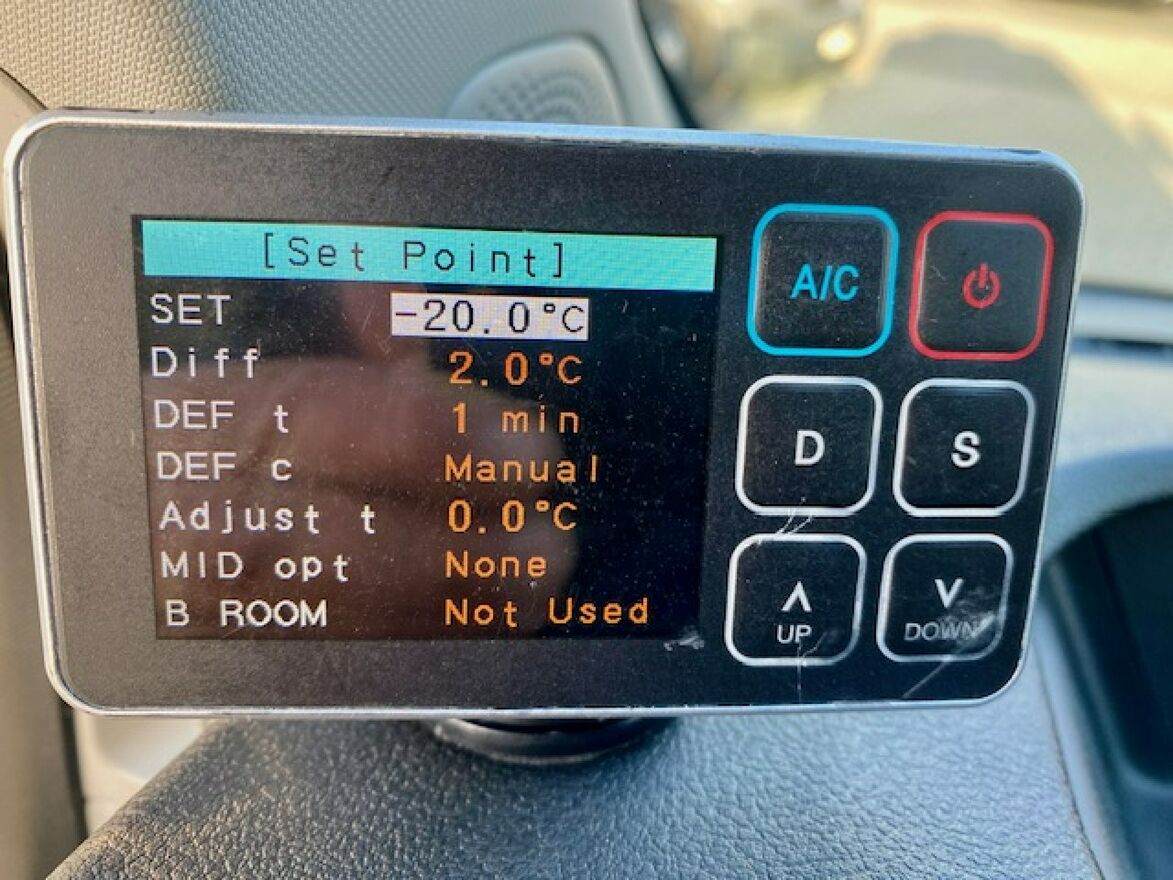 [Set Point]
SET -20.0°C
Diff 2.0°C
DEF t 1 min
DEF c Manual
Adjust t 0.0°C
MID opt None
B ROOM Not Used
A/C
D S
UP DOWN